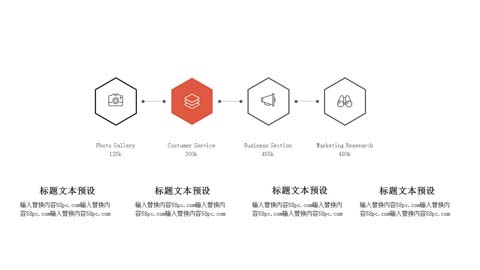 Photo Gallery
125k
Costumer Service
300k
Business Section
465k
Marketing Research
480k
标题文本预设
输入替换内容58pc.com输入替换内
容58pc.com输入替换内容58pc.com
标题文本预设
输入替换内容58pc.com输入替换内
容58pc.com输入替换内容58pc.com
标题文本预设
输入替换内容58pc.com输入替换内
容58pc.com输入替换内容58pc.com
标题文本预设
输入替换内容58pc.com输入替换内
容58pc.com输入替换内容58pc.com